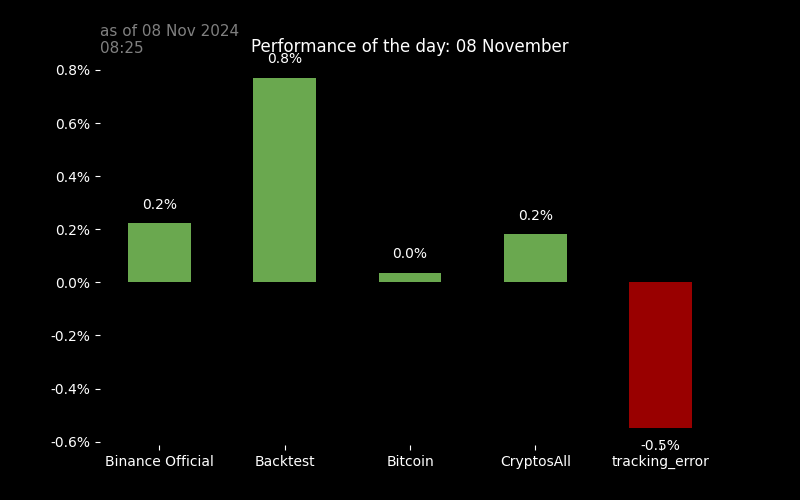 as of 08 Nov 2024
08:25
Performance of the day: 08 November
0.8%
0.8%
0.6%
0.4%
0.2%
0.2%
0.2%
0.0%
0.0%
-0.2%
-0.4%
-0.6%
-0.5%
Binance Official
Backtest
Bitcoin
CryptosAll
tracking_error